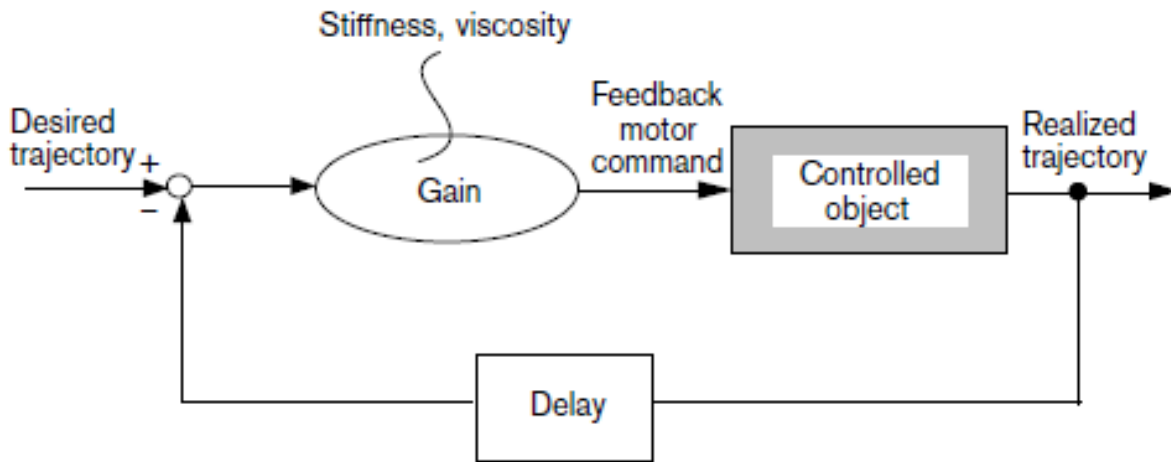 Stiffness, viscosity
Desired
trajectory
+
−
Gain
Feedback
motor
command
Controlled
object
Realized
trajectory
Delay